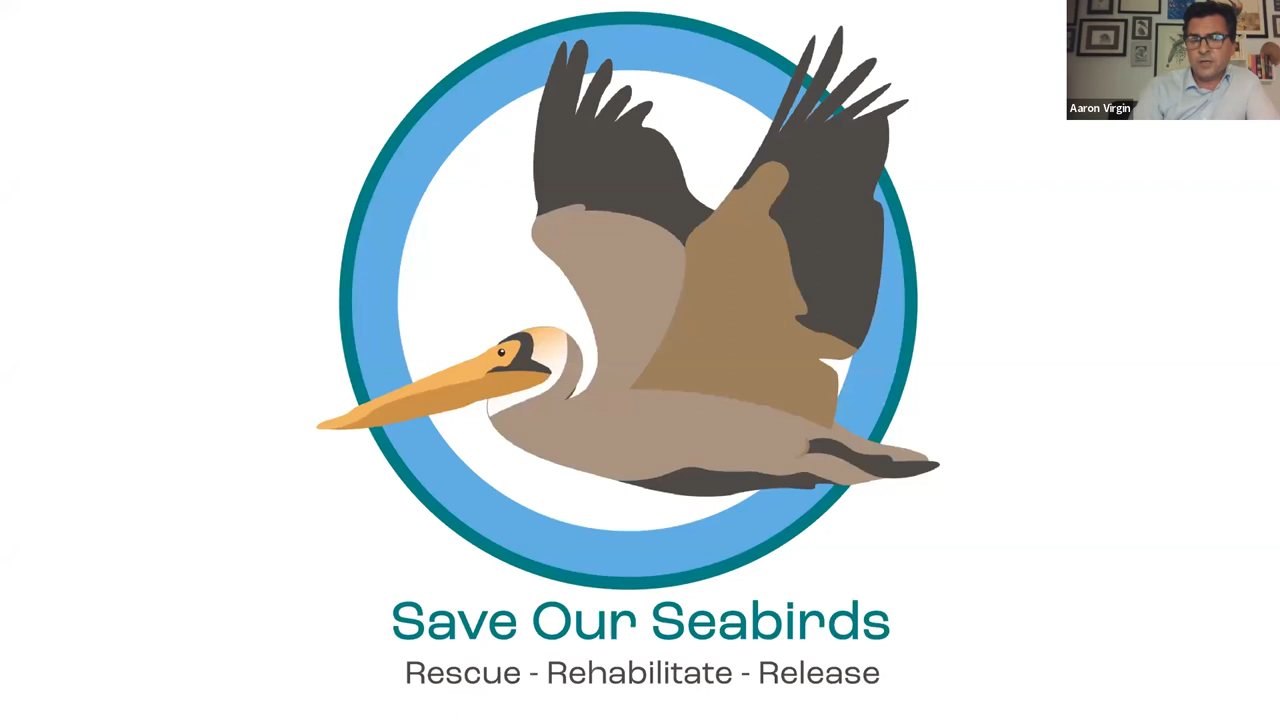 Aaron Virgin
Save Our Seabirds
Rescue - Rehabilitate - Release